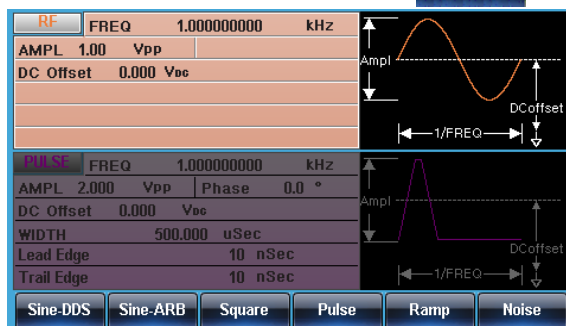 RF FREQ 1.000000000 kHz
AMPL 1.00 Vpp
DC Offset 0.000 VDC
Ampl
DCoffset
1/FREQ
PULSE FREQ 1.000000000 kHz
AMPL 2.000 Vpp Phase 0.0 °
DC Offset 0.000 VDC
WIDTH 500.000 uSec
Lead Edge 10 nSec
Trail Edge 10 nSec
Ampl
DCoffset
1/FREQ
Sine-DDS Sine-ARB Square Pulse Ramp Noise